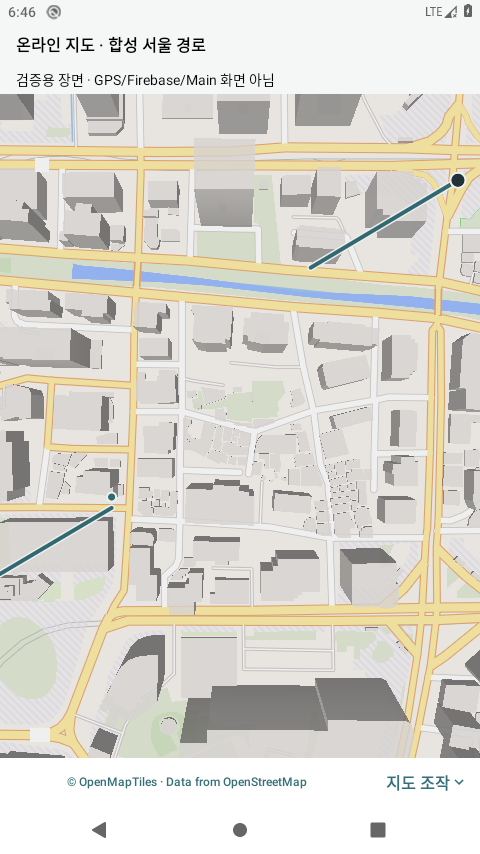 6:46
LTE
온라인 지도 · 합성 서울 경로
검증용 장면 · GPS/Firebase/Main 화면 아님
© OpenMapTiles · Data from OpenStreetMap
지도 조작